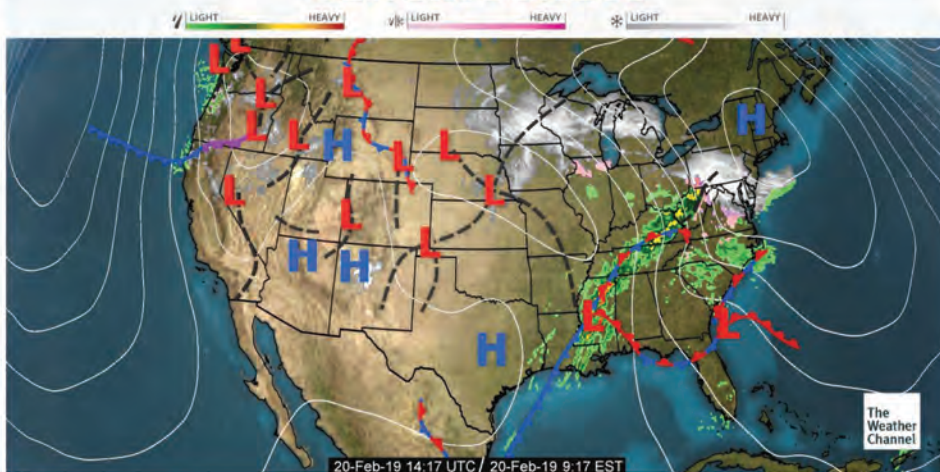 LIGHT HEAVY LIGHT HEAVY LIGHT HEAVY
L
L
L
L
L
H
L
H
L
L
L
L
L
L
H
H
L
L
L
H
The
Weather
Channel
20-Feb-19 14:17 UTC / 20-Feb-19 9:17 EST